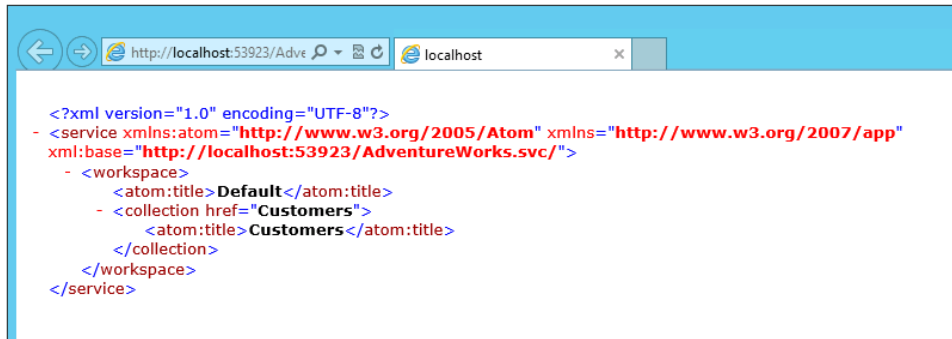 http://localhost:53923/Adve
localhost
<?xml version="1.0" encoding="UTF-8"?>
- <service xmlns:atom="http://www.w3.org/2005/Atom" xmlns="http://www.w3.org/2007/app"
xml:base="http://localhost:53923/AdventureWorks.svc/">
- <workspace>
<atom:title>Default</atom:title>
- <collection href="Customers">
<atom:title>Customers</atom:title>
</collection>
</workspace>
</service>